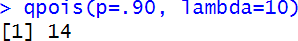 > qpois(p=.90, lambda=10)
[1] 14